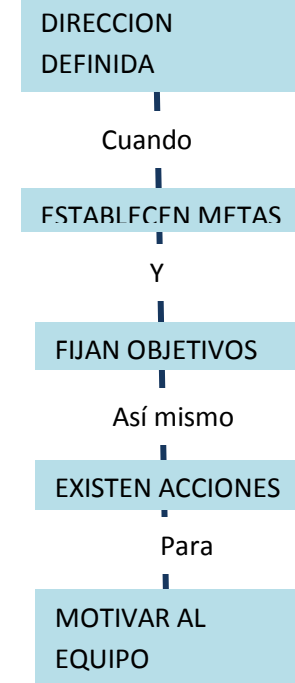 DIRECCION
DEFINIDA
Cuando
ESTABLECEN METAS
Y
FIJAN OBJETIVOS
Así mismo
EXISTEN ACCIONES
Para
MOTIVAR AL
EQUIPO